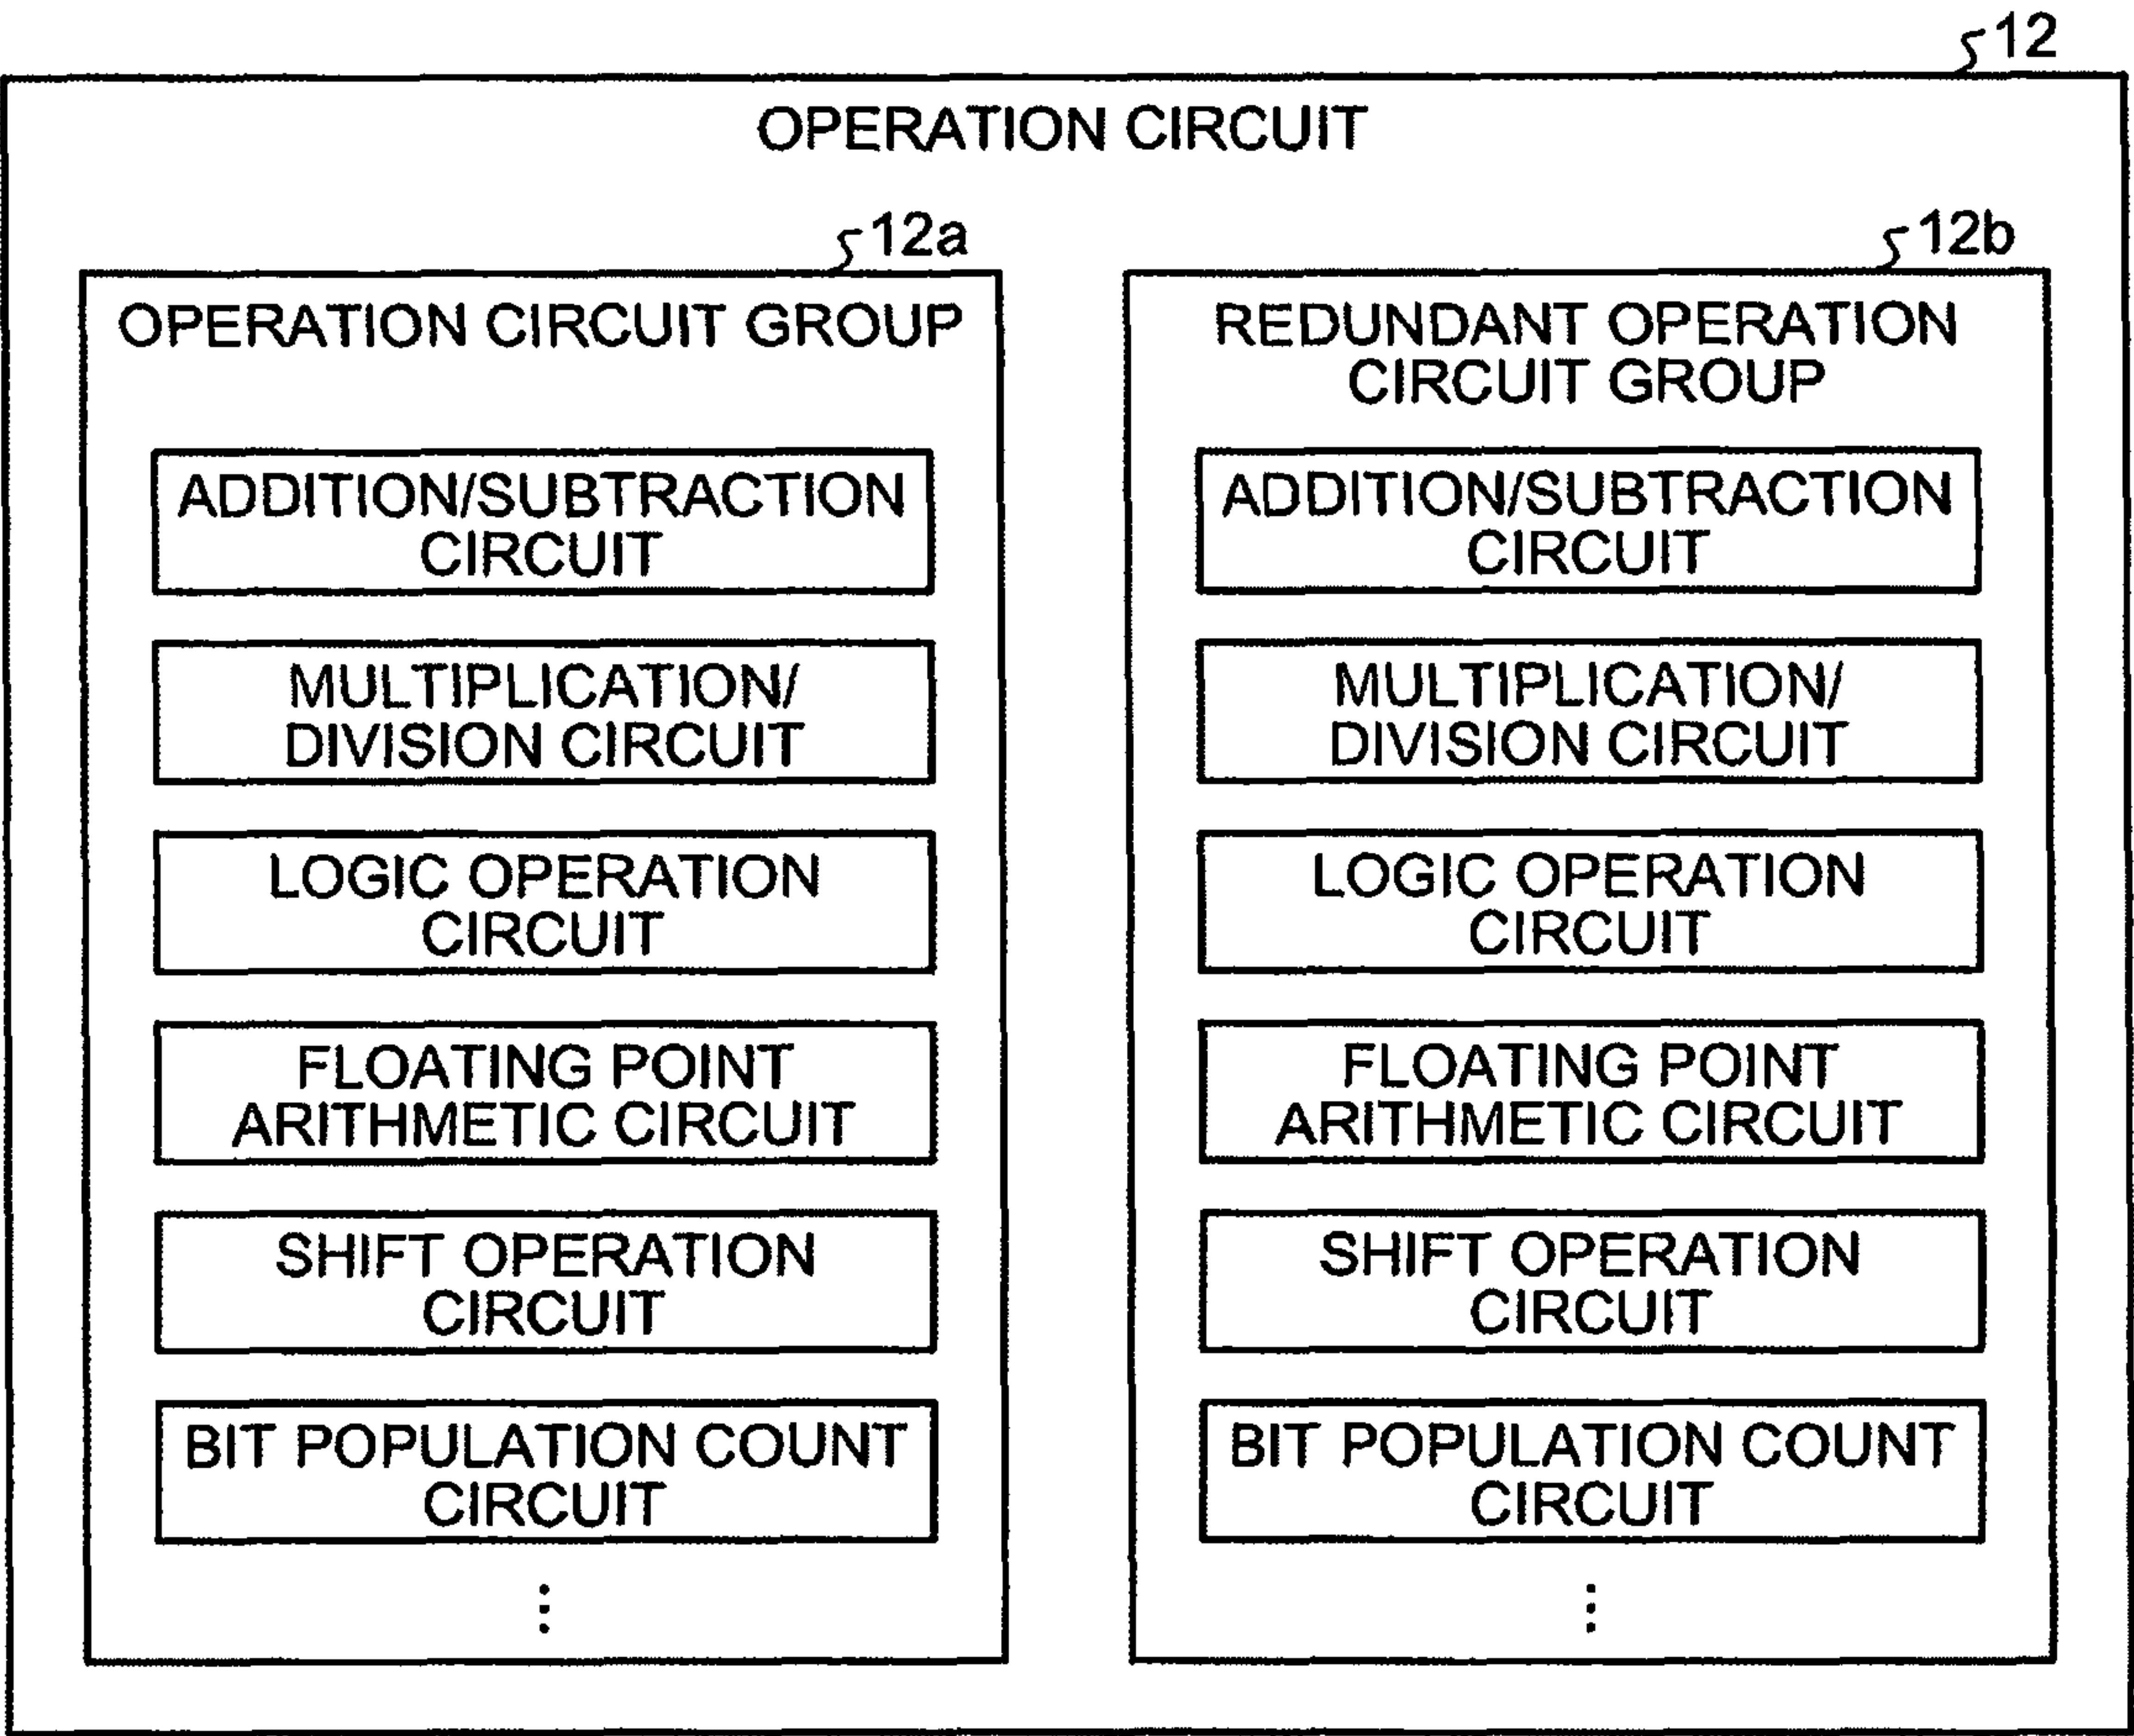 12
OPERATION CIRCUIT
12a
OPERATION CIRCUIT GROUP
ADDITION/SUBTRACTION
CIRCUIT
MULTIPLICATION/
DIVISION CIRCUIT
LOGIC OPERATION
CIRCUIT
FLOATING POINT
ARITHMETIC CIRCUIT
SHIFT OPERATION
CIRCUIT
BIT POPULATION COUNT
CIRCUIT
⋮
12b
REDUNDANT OPERATION
CIRCUIT GROUP
ADDITION/SUBTRACTION
CIRCUIT
MULTIPLICATION/
DIVISION CIRCUIT
LOGIC OPERATION
CIRCUIT
FLOATING POINT
ARITHMETIC CIRCUIT
SHIFT OPERATION
CIRCUIT
BIT POPULATION COUNT
CIRCUIT
⋮